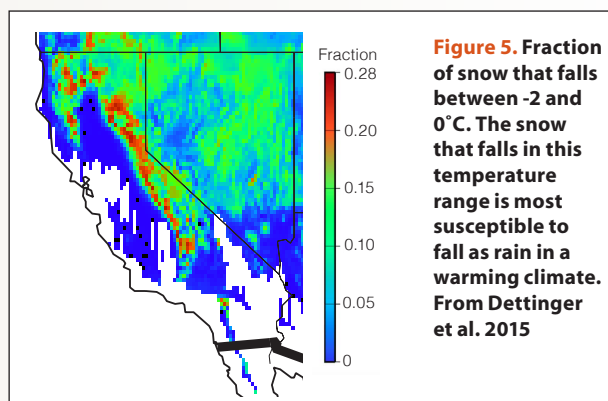 Fraction
0.28
0.20
0.10
0.05
0
Figure 5. Fraction
of snow that falls
between -2 and
0˚C. The snow
that falls in this
temperature
range is most
susceptible to
fall as rain in a
warming climate.
From Dettinger
et al. 2015